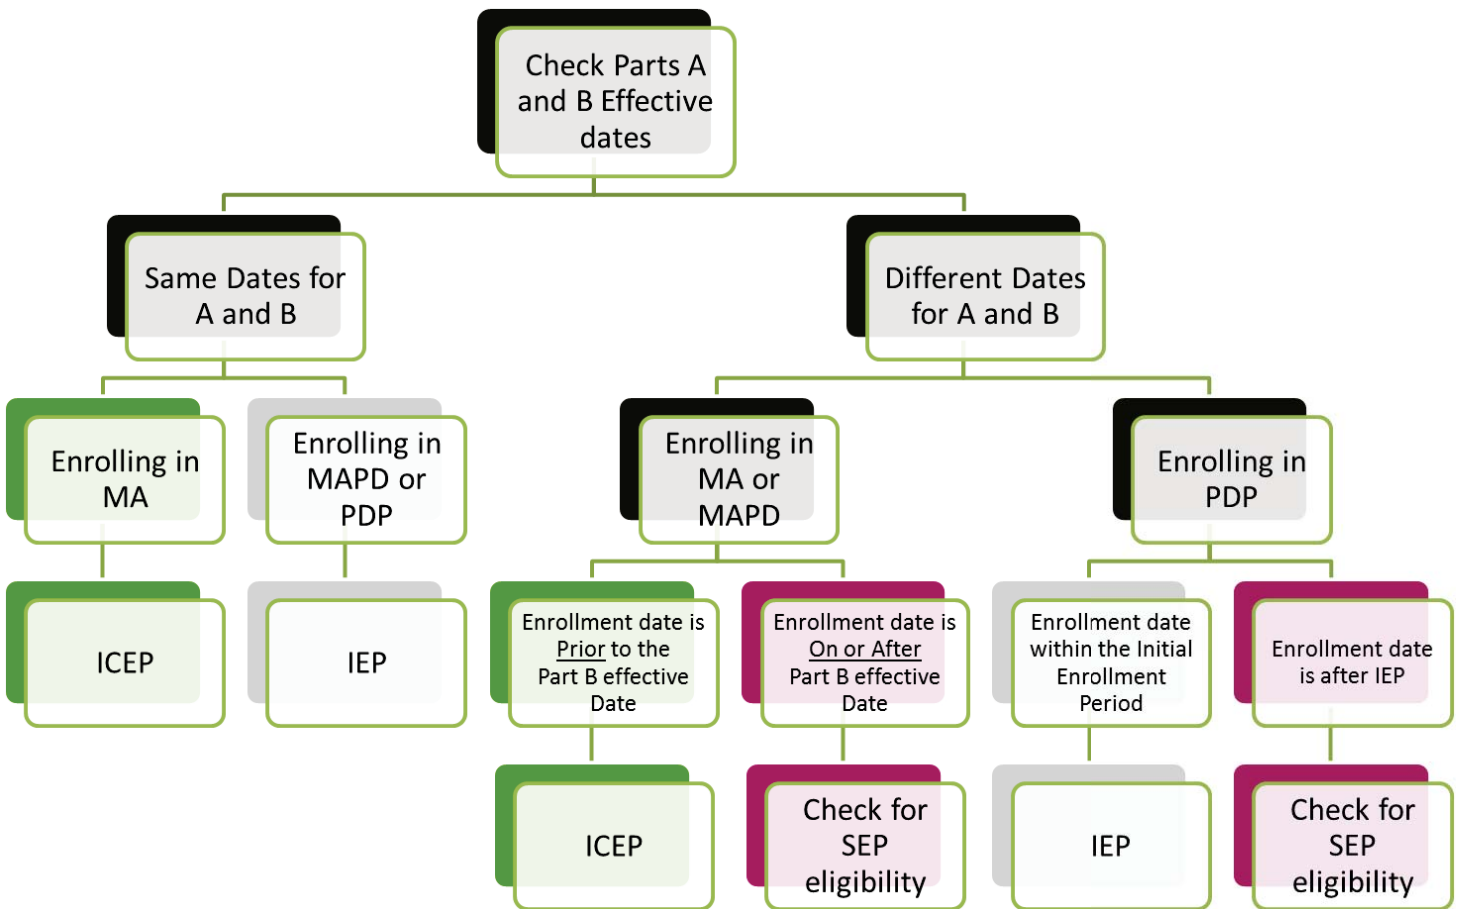 Check Parts A
and B Effective
dates
Same Dates for
A and B
Different Dates
for A and B
Enrolling in
MA
Enrolling in
MAPD or
PDP
Enrolling in
MA or
MAPD
Enrolling in
PDP
ICEP
IEP
Enrollment date is
Prior to the
Part B effective
Date
Enrollment date is
On or After
Part B effective
Date
Enrollment date
within the Initial
Enrollment
Period
Enrollment date
is after IEP
ICEP
Check for
SEP
eligibility
IEP
Check for
SEP
eligibility